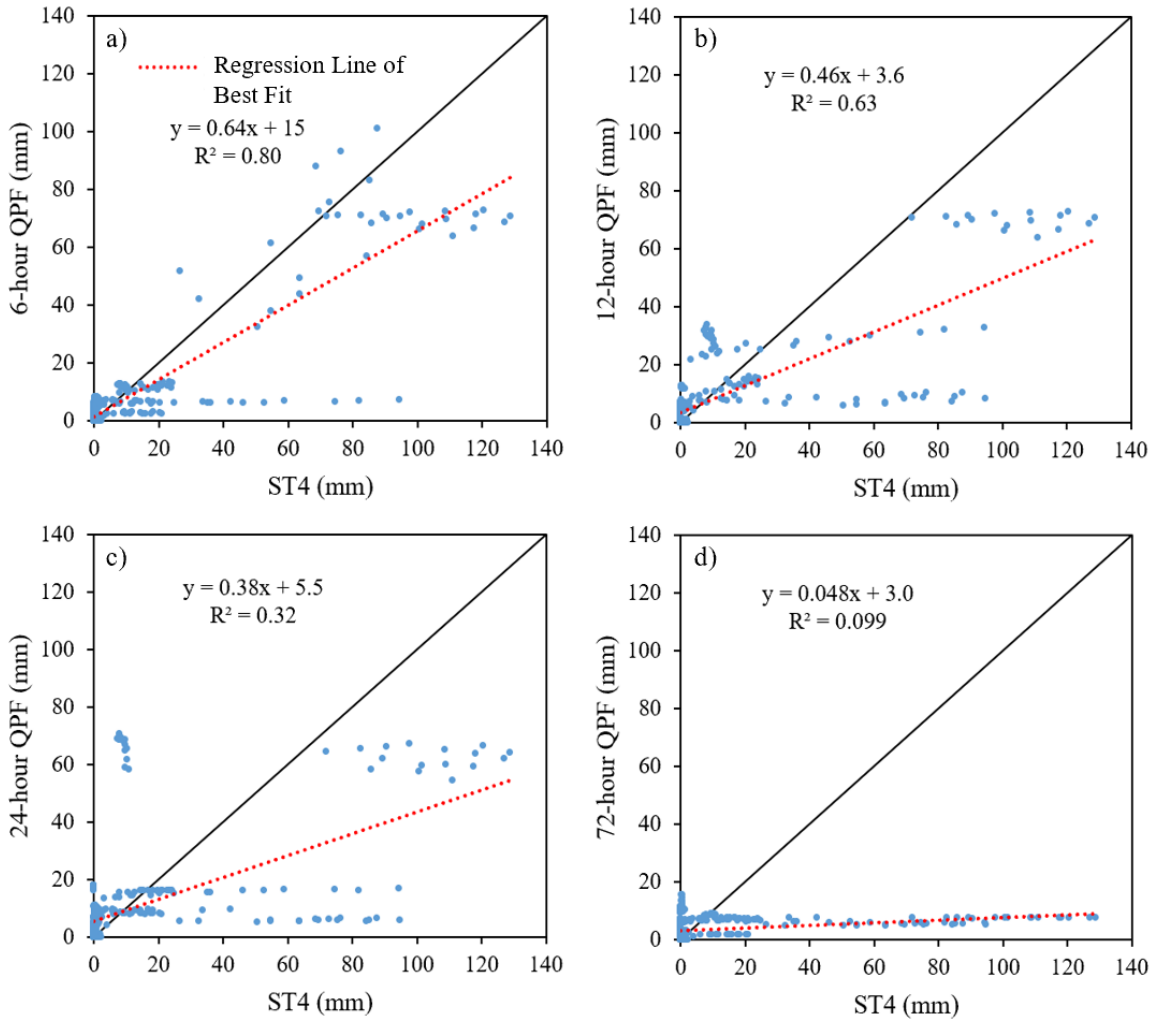 a)
Regression Line of
Best Fit
y = 0.64x + 15
R² = 0.80
6-hour QPF (mm)
140
120
100
80
60
40
20
0
0 20 40 60 80 100 120 140
ST4 (mm)
b)
y = 0.46x + 3.6
R² = 0.63
12-hour QPF (mm)
140
120
100
80
60
40
20
0
0 20 40 60 80 100 120 140
ST4 (mm)
c)
y = 0.38x + 5.5
R² = 0.32
24-hour QPF (mm)
140
120
100
80
60
40
20
0
0 20 40 60 80 100 120 140
ST4 (mm)
d)
y = 0.048x + 3.0
R² = 0.099
72-hour QPF (mm)
140
120
100
80
60
40
20
0
0 20 40 60 80 100 120 140
ST4 (mm)